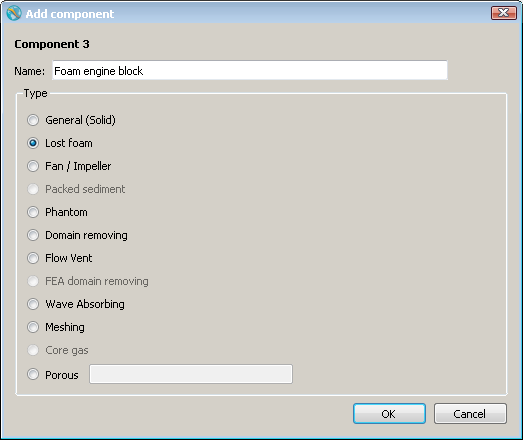 Add component
Component 3
Name: Foam engine block
Type
General (Solid)
Lost foam
Fan / Impeller
Packed sediment
Phantom
Domain removing
Flow Vent
FEA domain removing
Wave Absorbing
Meshing
Core gas
Porous
OK Cancel